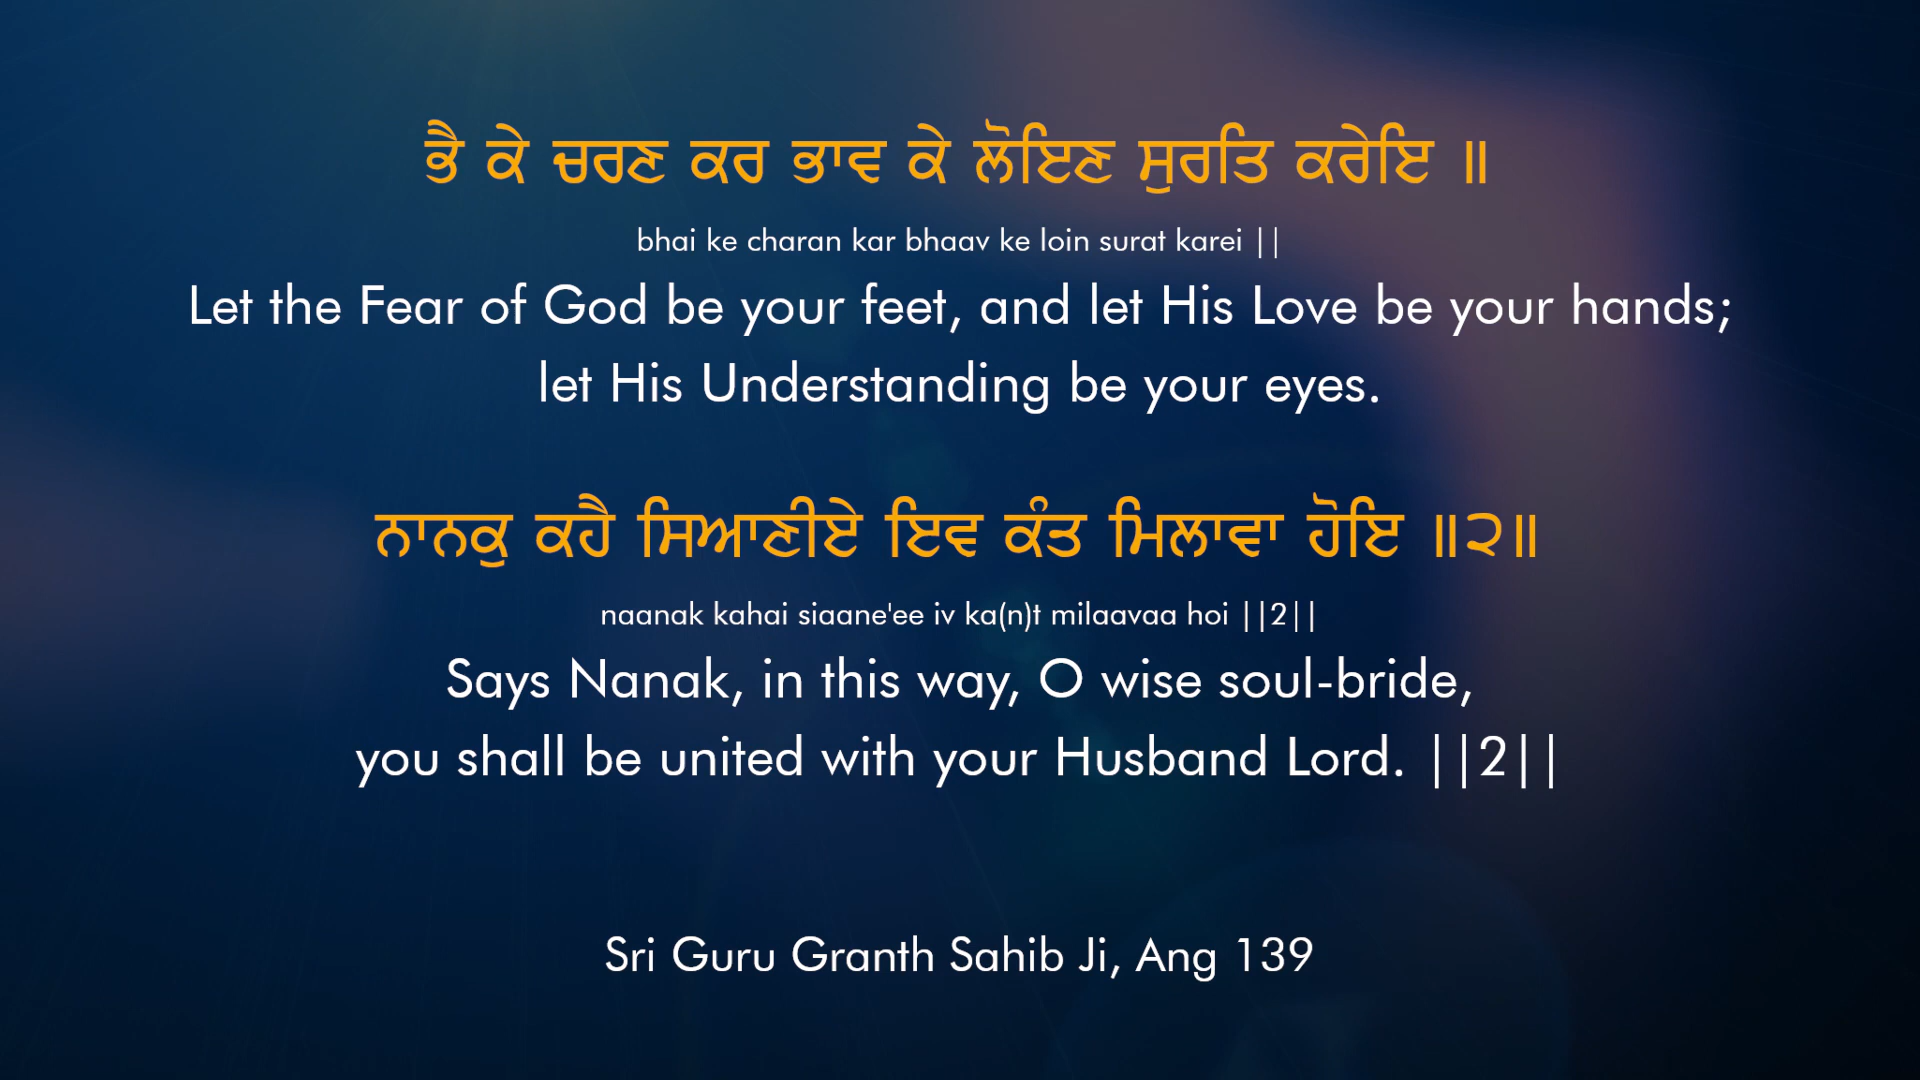 ਭੈ ਕੇ ਚਰਣ ਕਰ ਭਾਵ ਕੇ ਲੋਇਣ ਸੁਰਤਿ ਕਰੇਇ ॥
bhai ke charan kar bhaav ke loin surat karei ||
Let the Fear of God be your feet, and let His Love be your hands;
let His Understanding be your eyes.
ਨਾਨਕੁ ਕਹੈ ਸਿਆਣੀਏ ਇਵ ਕੰਤ ਮਿਲਾਵਾ ਹੋਇ ॥੨॥
naanak kahai siaane'ee iv ka(n)t milaavaa hoi ||2||
Says Nanak, in this way, O wise soul-bride,
you shall be united with your Husband Lord. ||2||
Sri Guru Granth Sahib Ji, Ang 139